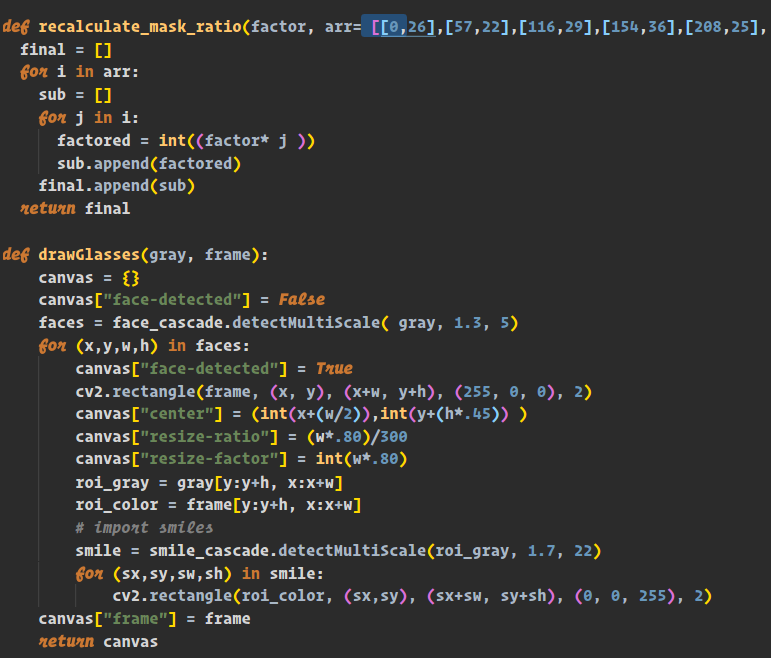 def recalculate_mask_ratio(factor, arr= [[0,26],[57,22],[116,29],[154,36],[208,25],
  final = []
  for i in arr:
    sub = []
    for j in i:
      factored = int((factor* j ))
      sub.append(factored)
    final.append(sub)
  return final

def drawGlasses(gray, frame):
    canvas = {}
    canvas["face-detected"] = False
    faces = face_cascade.detectMultiScale( gray, 1.3, 5)
    for (x,y,w,h) in faces:
        canvas["face-detected"] = True
        cv2.rectangle(frame, (x, y), (x+w, y+h), (255, 0, 0), 2)
        canvas["center"] = (int(x+(w/2)),int(y+(h*.45)) )
        canvas["resize-ratio"] = (w*.80)/300
        canvas["resize-factor"] = int(w*.80)
        roi_gray = gray[y:y+h, x:x+w]
        roi_color = frame[y:y+h, x:x+w]
        # import smiles
        smile = smile_cascade.detectMultiScale(roi_gray, 1.7, 22)
        for (sx,sy,sw,sh) in smile:
            cv2.rectangle(roi_color, (sx,sy), (sx+sw, sy+sh), (0, 0, 255), 2)
    canvas["frame"] = frame
    return canvas